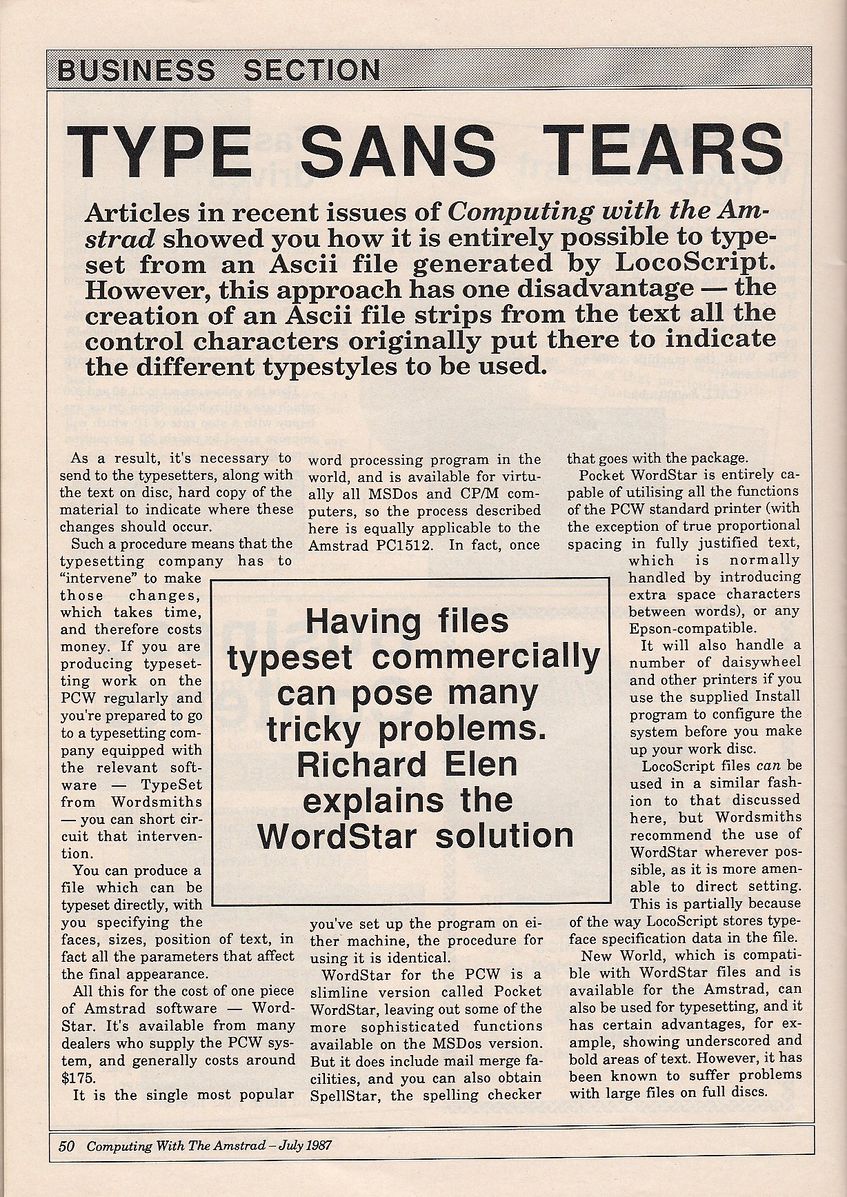 BUSINESS SECTION
TYPE SANS TEARS
Articles in recent issues of Computing with the Am-
strad showed you how it is entirely possible to type-
set from an Ascii file generated by LocoScript.
However, this approach has one disadvantage — the
creation of an Ascii file strips from the text all the
control characters originally put there to indicate
the different typestyles to be used.
As a result, it's necessary to
send to the typesetters, along with
the text on disc, hard copy of the
material to indicate where these
changes should occur.
Such a procedure means that the
typesetting company has to
“intervene” to make
those changes,
which takes time,
and therefore costs
money. If you are
producing typeset-
ting work on the
PCW regularly and
you're prepared to go
to a typesetting com-
pany equipped with
the relevant soft-
ware — TypeSet
from Wordsmiths
— you can short cir-
cuit that interven-
tion.
You can produce a
file which can be
typeset directly, with
you specifying the
faces, sizes, position of text, in
fact all the parameters that affect
the final appearance.
All this for the cost of one piece
of Amstrad software — Word-
Star. It's available from many
dealers who supply the PCW sys-
tem, and generally costs around
$175.
It is the single most popular
word processing program in the
world, and is available for virtu-
ally all MSDos and CP/M com-
puters, so the process described
here is equally applicable to the
Amstrad PC1512. In fact, once
Having files
typeset commercially
can pose many
tricky problems.
Richard Elen
explains the
WordStar solution
you've set up the program on ei-
ther machine, the procedure for
using it is identical.
WordStar for the PCW is a
slimline version called Pocket
WordStar, leaving out some of the
more sophisticated functions
available on the MSDos version.
But it does include mail merge fa-
cilities, and you can also obtain
SpellStar, the spelling checker
that goes with the package.
Pocket WordStar is entirely ca-
pable of utilising all the functions
of the PCW standard printer (with
the exception of true proportional
spacing in fully justified text,
which is normally
handled by introducing
extra space characters
between words), or any
Epson-compatible.
It will also handle a
number of daisywheel
and other printers if you
use the supplied Install
program to configure the
system before you make
up your work disc.
LocoScript files can be
used in a similar fash-
ion to that discussed
here, but Wordsmiths
recommend the use of
WordStar wherever pos-
sible, as it is more amen-
able to direct setting.
This is partially because
of the way LocoScript stores type-
face specification data in the file.
New World, which is compati-
ble with WordStar files and is
available for the Amstrad, can
also be used for typesetting, and it
has certain advantages, for ex-
ample, showing underscored and
bold areas of text. However, it has
been known to suffer problems
with large files on full discs.
50 Computing With The Amstrad – July 1987